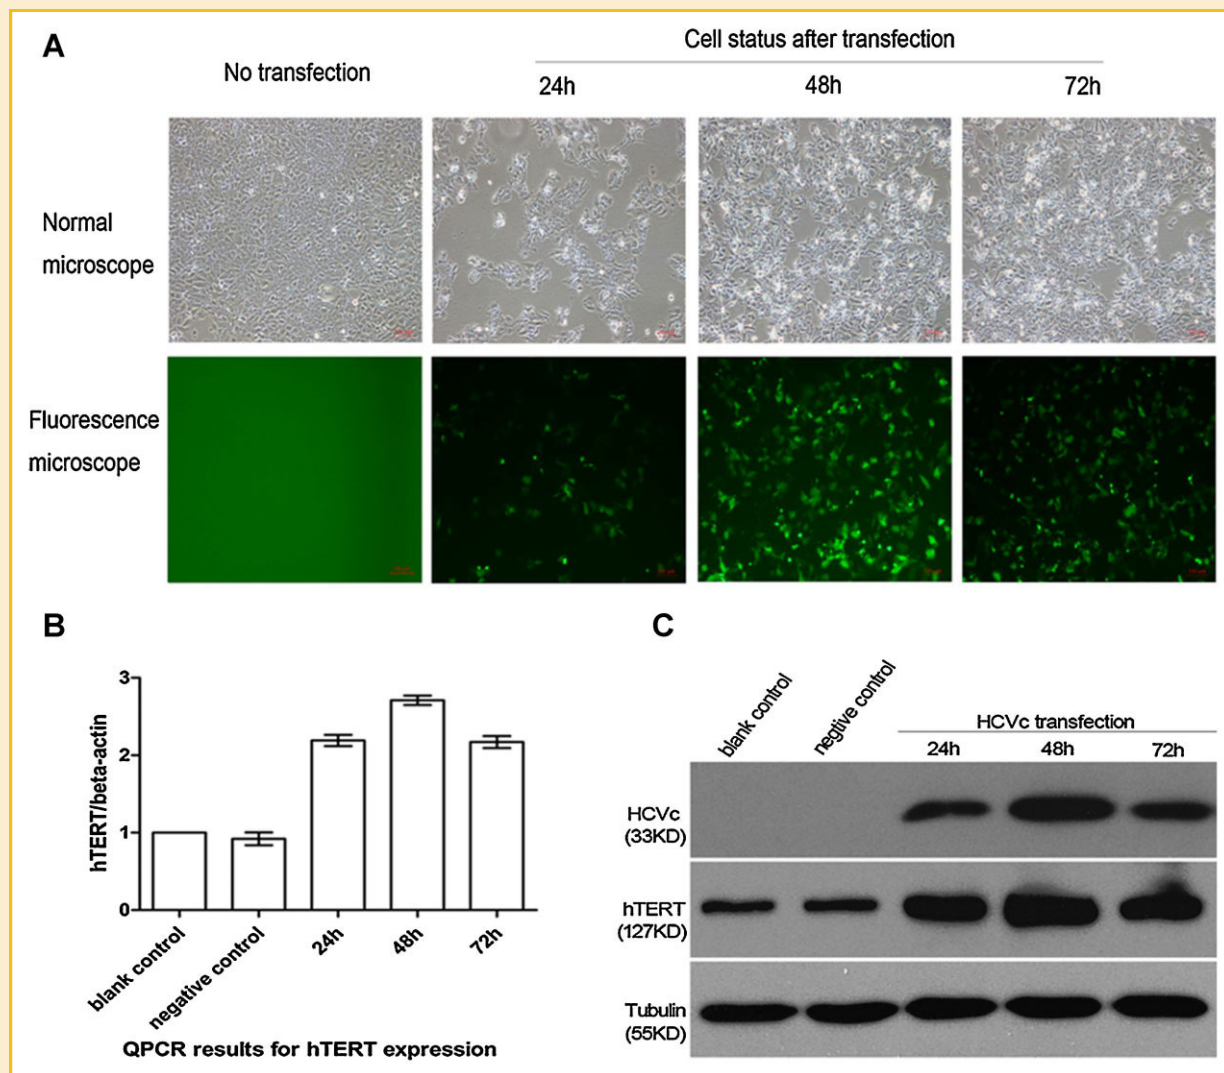 A
Cell status after transfection
No transfection
24h
48h
72h
Normal
microscope
Fluorescence
microscope
B
hTERT/beta-actin
3
2
1
0
blank control
negative control
24h
48h
72h
QPCR results for hTERT expression
C
blank control
negtive control
HCVc transfection
24h
48h
72h
HCVc
(33KD)
hTERT
(127KD)
Tubulin
(55KD)